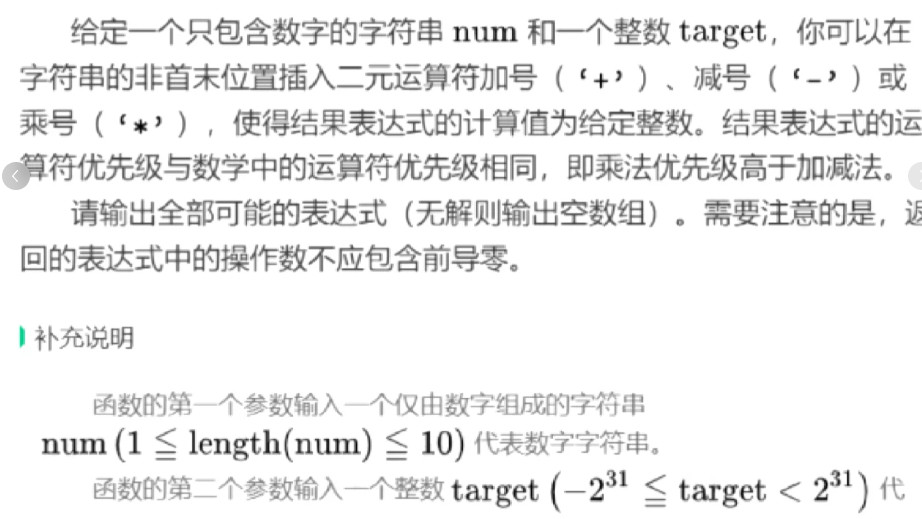 给定一个只包含数字的字符串 num 和一个整数 target，你可以在
字符串的非首末位置插入二元运算符加号（‘+’）、减号（‘-’）或
乘号（‘*’），使得结果表达式的计算值为给定整数。结果表达式的运
算符优先级与数学中的运算符优先级相同，即乘法优先级高于加减法。
请输出全部可能的表达式（无解则输出空数组）。需要注意的是，返
回的表达式中的操作数不应包含前导零。
补充说明
函数的第一个参数输入一个仅由数字组成的字符串
num (1 ≦ length(num) ≦ 10) 代表数字字符串。
函数的第二个参数输入一个整数 target (−2³¹ ≦ target < 2³¹) 代